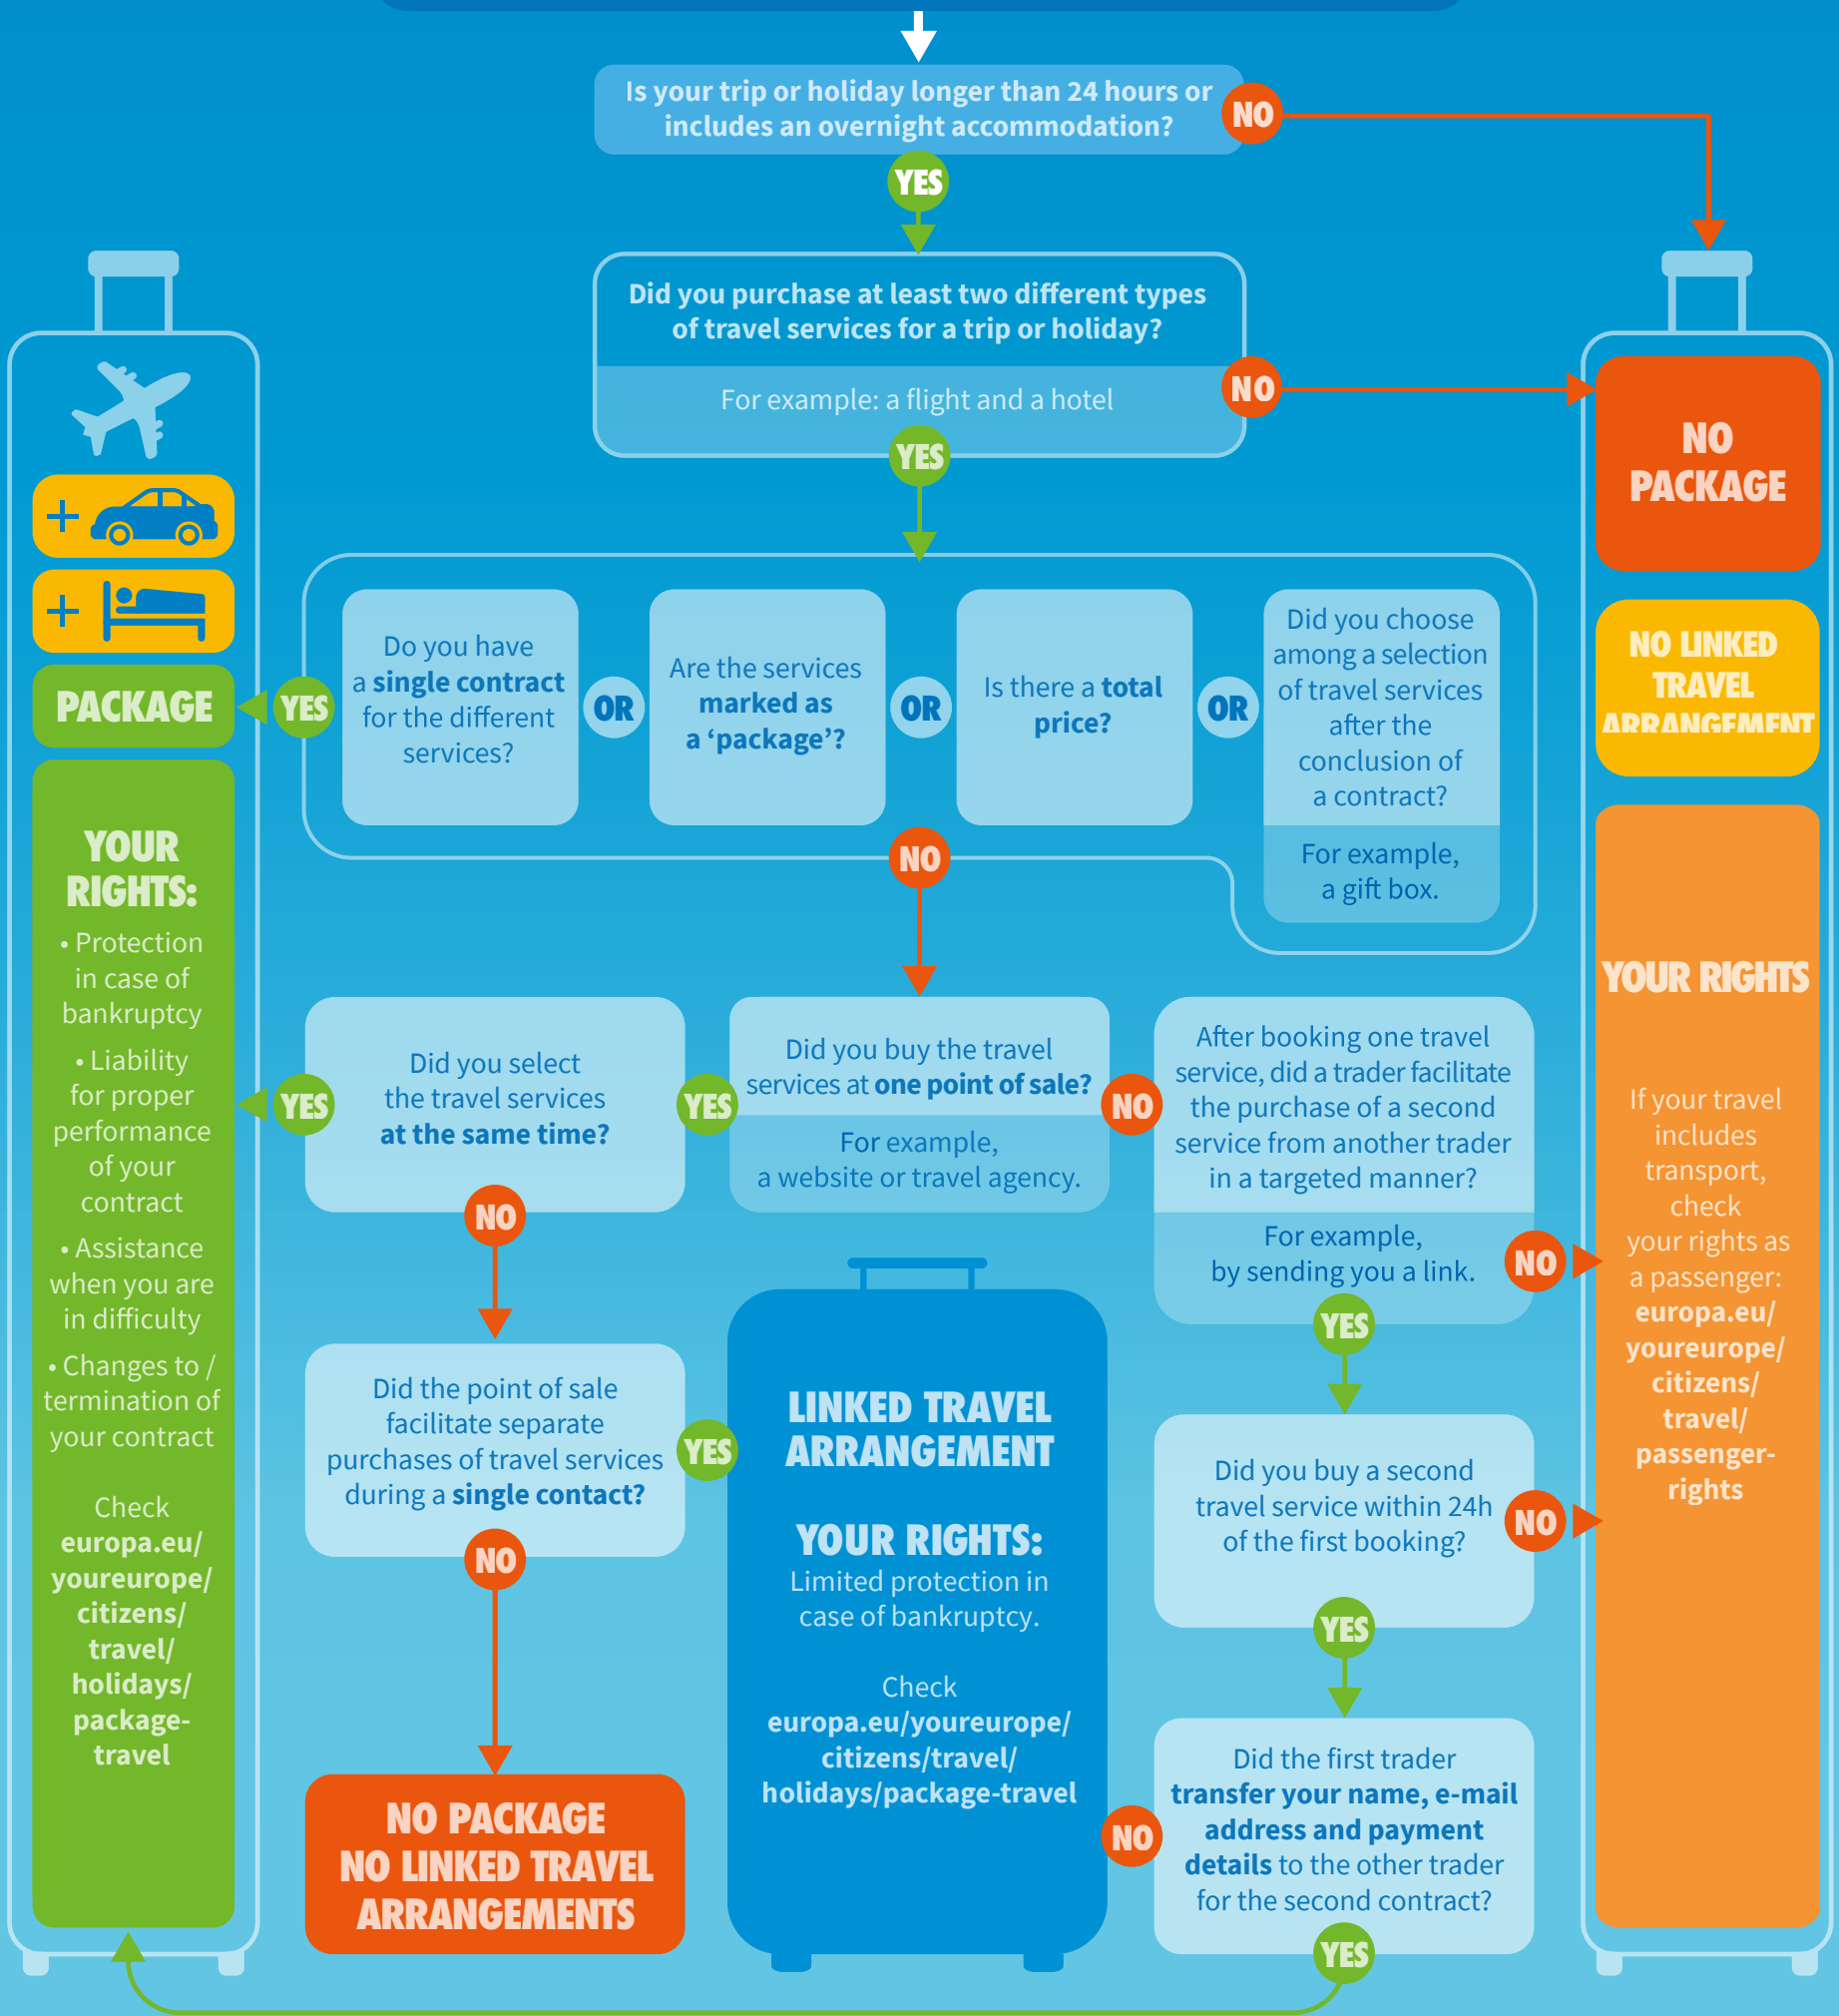 Is your trip or holiday longer than 24 hours or
includes an overnight accommodation?
NO
YES
Did you purchase at least two different types
of travel services for a trip or holiday?
For example: a flight and a hotel
NO
YES
NO
PACKAGE
NO LINKED
TRAVEL
ARRANGEMENT
YOUR RIGHTS
If your travel
includes
transport,
check
your rights as
a passenger:
europa.eu/
youreurope/
citizens/
travel/
passenger-
rights
+
+
PACKAGE
YOUR
RIGHTS:
• Protection
in case of
bankruptcy
• Liability
for proper
performance
of your
contract
• Assistance
when you are
in difficulty
• Changes to /
termination of
your contract
Check
europa.eu/
youreurope/
citizens/
travel/
holidays/
package-
travel
YES
Do you have
a single contract
for the different
services?
OR
Are the services
marked as
a ‘package’?
OR
Is there a total
price?
OR
Did you choose
among a selection
of travel services
after the
conclusion of
a contract?
For example,
a gift box.
NO
YES
Did you select
the travel services
at the same time?
YES
Did you buy the travel
services at one point of sale?
For example,
a website or travel agency.
NO
After booking one travel
service, did a trader facilitate
the purchase of a second
service from another trader
in a targeted manner?
For example,
by sending you a link.
NO
NO
YES
Did the point of sale
facilitate separate
purchases of travel services
during a single contact?
YES
NO
LINKED TRAVEL
ARRANGEMENT
YOUR RIGHTS:
Limited protection in
case of bankruptcy.
Check
europa.eu/youreurope/
citizens/travel/
holidays/package-travel
Did you buy a second
travel service within 24h
of the first booking?
NO
YES
NO PACKAGE
NO LINKED TRAVEL
ARRANGEMENTS
NO
Did the first trader
transfer your name, e-mail
address and payment
details to the other trader
for the second contract?
YES